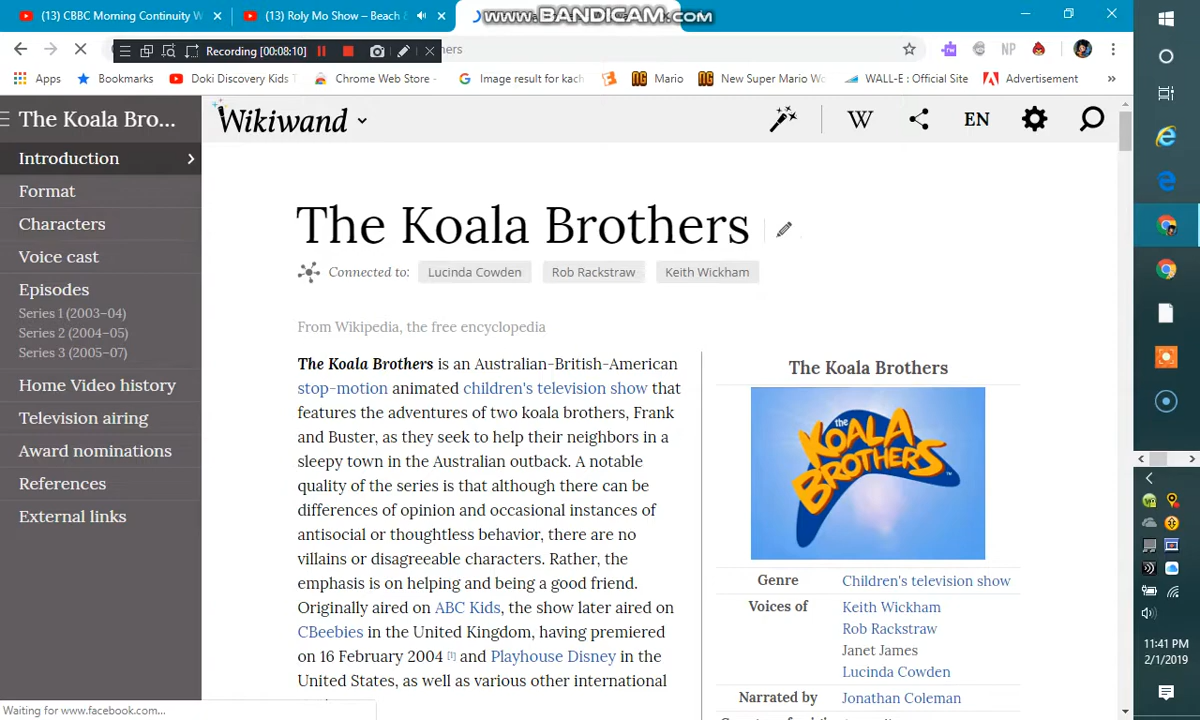 (13) CBBC Morning Continuity W
(13) Roly Mo Show – Beach &
WWW.BANDICAM.COM
Recording [00:08:10]
ers
NP
Apps
Bookmarks
Doki Discovery Kids T
Chrome Web Store -
Image result for kach
Mario
New Super Mario Wo
WALL-E : Official Site
Advertisement
»
The Koala Bro...
Introduction
Format
Characters
Voice cast
Episodes
Series 1 (2003–04)
Series 2 (2004–05)
Series 3 (2005–07)
Home Video history
Television airing
Award nominations
References
External links
Wikiwand
W
EN
The Koala Brothers
Connected to: Lucinda Cowden Rob Rackstraw Keith Wickham
From Wikipedia, the free encyclopedia
The Koala Brothers is an Australian-British-American
stop-motion animated children's television show that
features the adventures of two koala brothers, Frank
and Buster, as they seek to help their neighbors in a
sleepy town in the Australian outback. A notable
quality of the series is that although there can be
differences of opinion and occasional instances of
antisocial or thoughtless behavior, there are no
villains or disagreeable characters. Rather, the
emphasis is on helping and being a good friend.
Originally aired on ABC Kids, the show later aired on
CBeebies in the United Kingdom, having premiered
on 16 February 2004 [1] and Playhouse Disney in the
United States, as well as various other international
The Koala Brothers
the
KOALA
BROTHERS
TM
Genre Children's television show
Voices of Keith Wickham
Rob Rackstraw
Janet James
Lucinda Cowden
Narrated by Jonathan Coleman
Waiting for www.facebook.com...
11:41 PM
2/1/2019